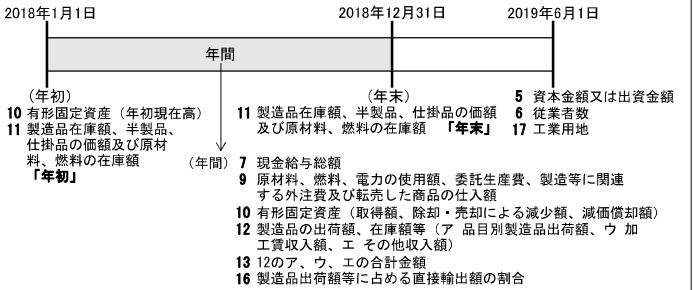 2018年1月1日
2018年12月31日
2019年6月1日
年間
（年初）
10 有形固定資産（年初現在高）
11 製造品在庫額、半製品、
仕掛品の価額及び原材
料、燃料の在庫額
「年初」
（年末）
11 製造品在庫額、半製品、仕掛品の価額
及び原材料、燃料の在庫額 「年末」
5 資本金額又は出資金額
6 従業者数
17 工業用地
（年間）
7 現金給与総額
9 原材料、燃料、電力の使用額、委託生産費、製造等に関連
する外注費及び転売した商品の仕入額
10 有形固定資産（取得額、除却・売却による減少額、減価償却額）
12 製造品の出荷額、在庫額等（ア 品目別製造品出荷額、ウ 加
工賃収入額、エ その他収入額）
13 12のア、ウ、エの合計金額
16 製造品出荷額等に占める直接輸出額の割合